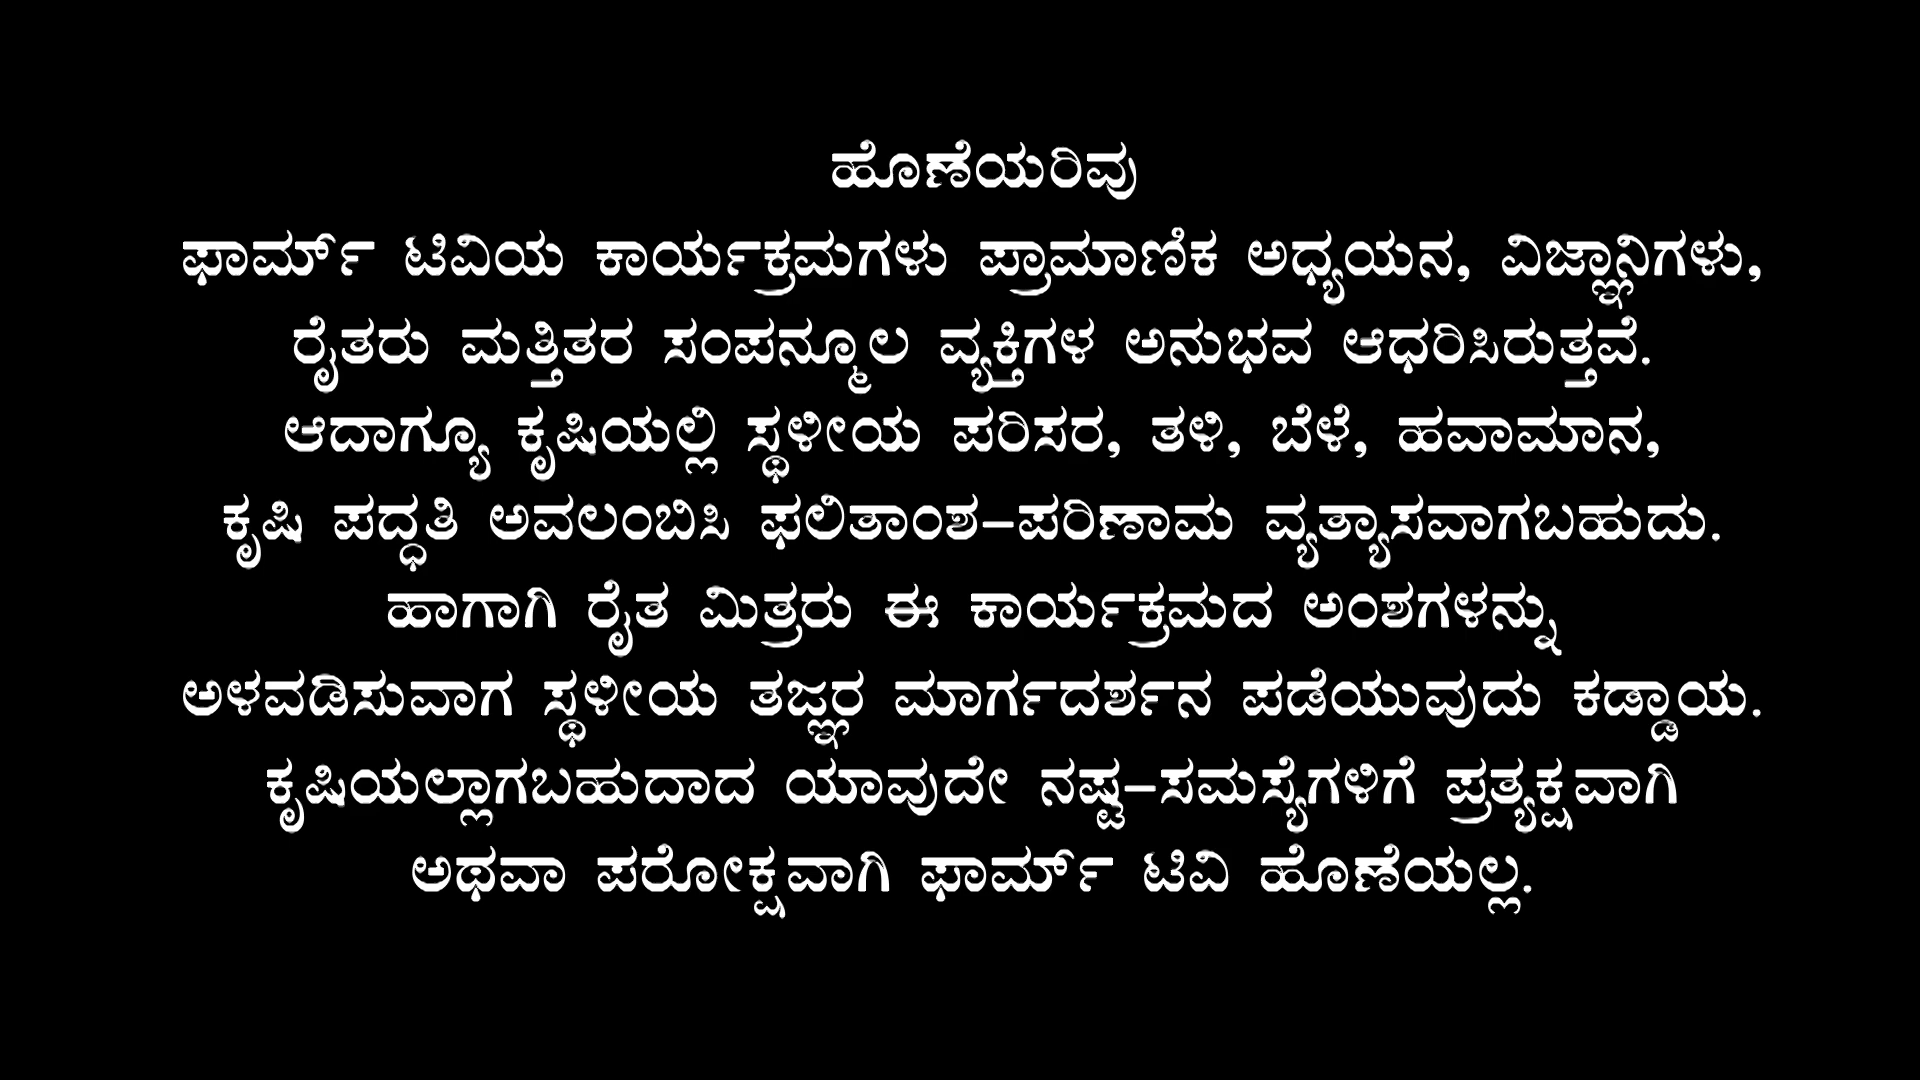 ಹೊಣೆಯರಿವು
ಫಾರ್ಮ್ ಟಿವಿಯ ಕಾರ್ಯಕ್ರಮಗಳು ಪ್ರಾಮಾಣಿಕ ಅಧ್ಯಯನ, ವಿಜ್ಞಾನಿಗಳು,
ರೈತರು ಮತ್ತಿತರ ಸಂಪನ್ಮೂಲ ವ್ಯಕ್ತಿಗಳ ಅನುಭವ ಆಧರಿಸಿರುತ್ತವೆ.
ಆದಾಗ್ಯೂ ಕೃಷಿಯಲ್ಲಿ ಸ್ಥಳೀಯ ಪರಿಸರ, ತಳಿ, ಬೆಳೆ, ಹವಾಮಾನ,
ಕೃಷಿ ಪದ್ಧತಿ ಅವಲಂಬಿಸಿ ಫಲಿತಾಂಶ–ಪರಿಣಾಮ ವ್ಯತ್ಯಾಸವಾಗಬಹುದು.
ಹಾಗಾಗಿ ರೈತ ಮಿತ್ರರು ಈ ಕಾರ್ಯಕ್ರಮದ ಅಂಶಗಳನ್ನು
ಅಳವಡಿಸುವಾಗ ಸ್ಥಳೀಯ ತಜ್ಞರ ಮಾರ್ಗದರ್ಶನ ಪಡೆಯುವುದು ಕಡ್ಡಾಯ.
ಕೃಷಿಯಲ್ಲಾಗಬಹುದಾದ ಯಾವುದೇ ನಷ್ಟ–ಸಮಸ್ಯೆಗಳಿಗೆ ಪ್ರತ್ಯಕ್ಷವಾಗಿ
ಅಥವಾ ಪರೋಕ್ಷವಾಗಿ ಫಾರ್ಮ್ ಟಿವಿ ಹೊಣೆಯಲ್ಲ.